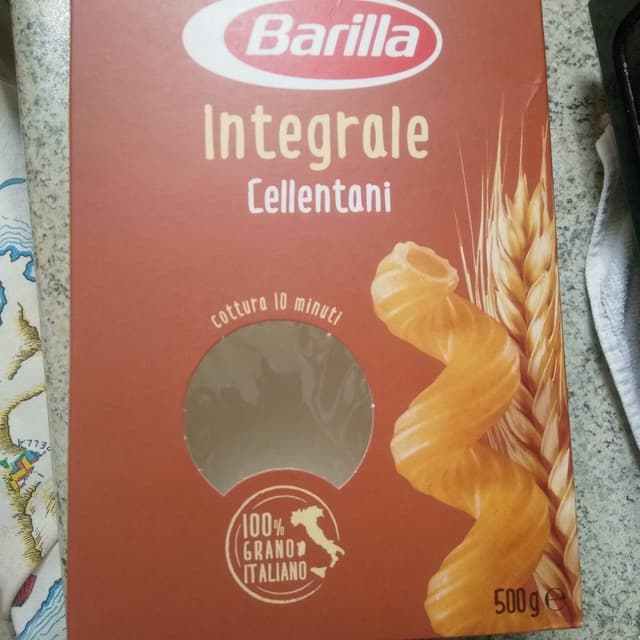 Barilla
Integrale
Cellentani
cottura 10 minuti
100%
GRANO
ITALIANO
500g e